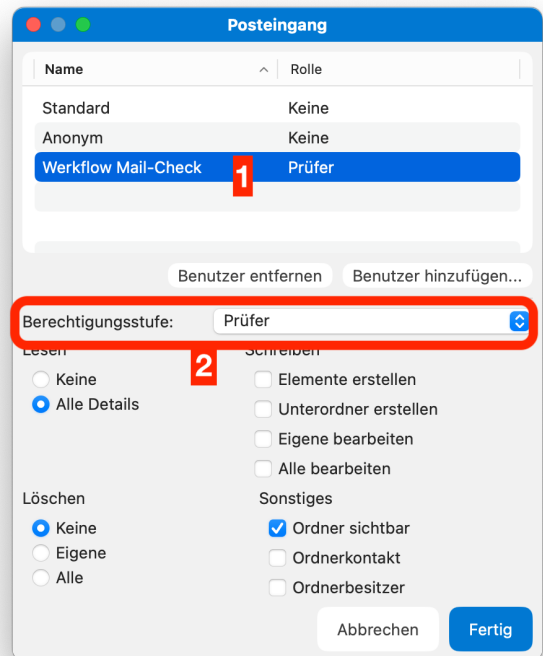 Posteingang
Name Rolle
Standard Keine
Anonym Keine
Werkflow Mail-Check 1 Prüfer
Benutzer entfernen Benutzer hinzufügen...
Berechtigungsstufe: Prüfer
2
Lesen Schreiben
Keine Elemente erstellen
Alle Details Unterordner erstellen
Eigene bearbeiten
Alle bearbeiten
Löschen Sonstiges
Keine Ordner sichtbar
Eigene Ordnerkontakt
Alle Ordnerbesitzer
Abbrechen Fertig